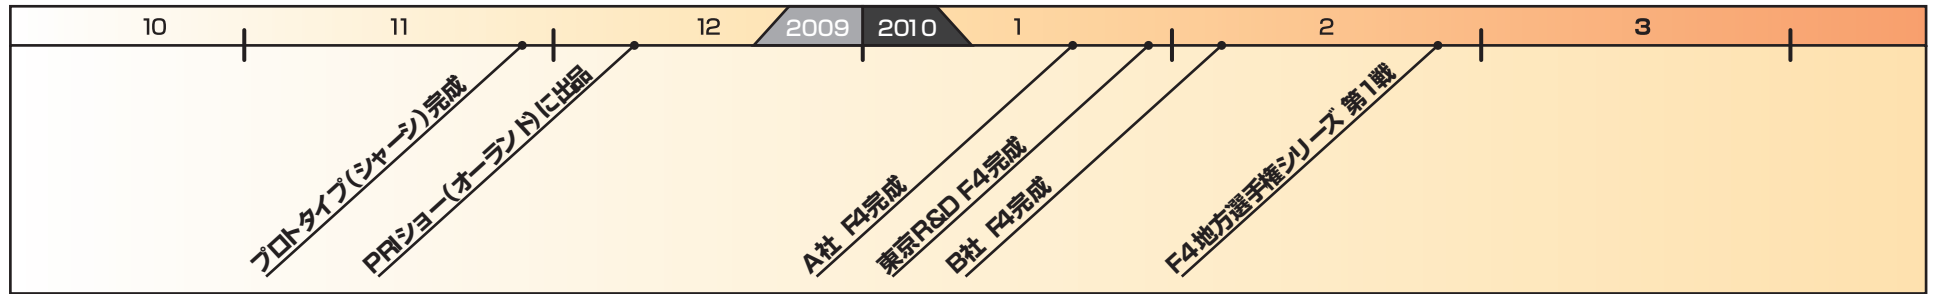 10 11 12 2009 2010 1 2 3
プロトタイプ(シャーシ)完成
PRIショー(オーランド)に出品
A社 F4完成
東京R&D F4完成
B社 F4完成
F4地方選手権シリーズ 第1戦